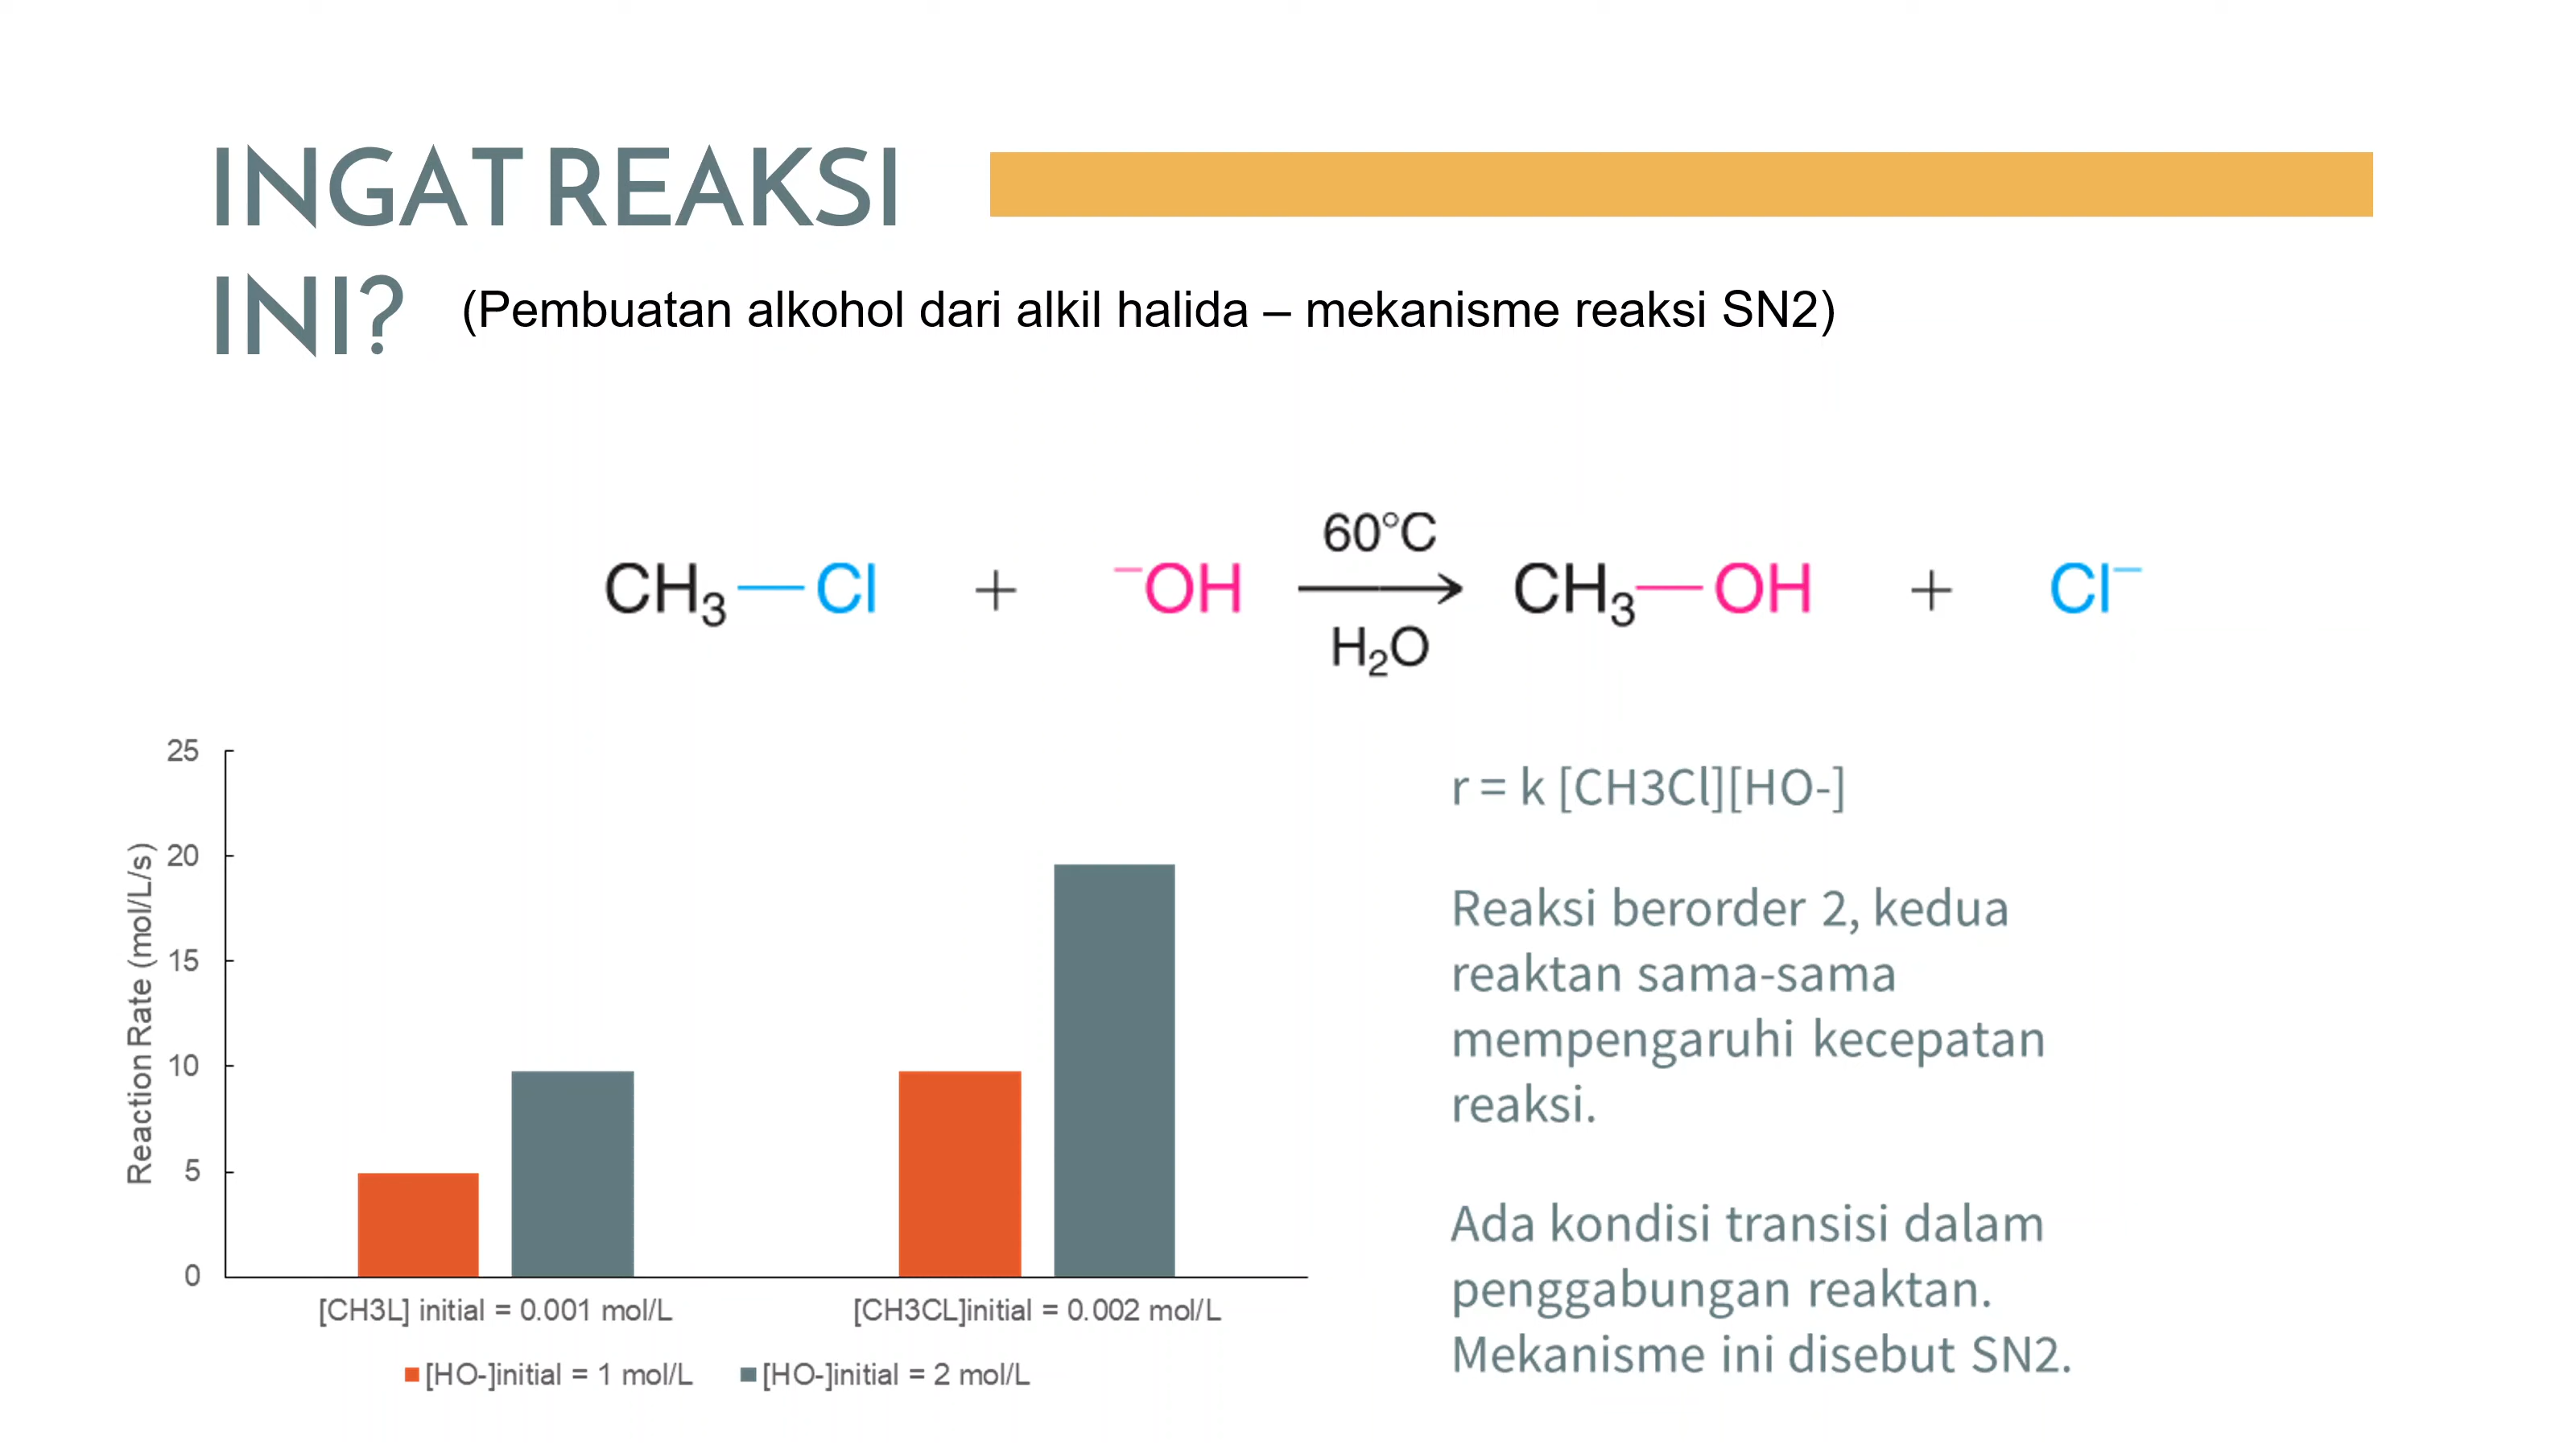 INGAT REAKSI
INI?
(Pembuatan alkohol dari alkil halida – mekanisme reaksi SN2)
60°C
CH₃—Cl + ⁻OH → CH₃—OH + Cl⁻
H₂O
25
20
15
10
5
0
Reaction Rate (mol/L/s)
[CH3L] initial = 0.001 mol/L
[CH3CL]initial = 0.002 mol/L
[HO-]initial = 1 mol/L
[HO-]initial = 2 mol/L
r = k [CH3Cl][HO-]
Reaksi berorder 2, kedua
reaktan sama-sama
mempengaruhi kecepatan
reaksi.
Ada kondisi transisi dalam
penggabungan reaktan.
Mekanisme ini disebut SN2.